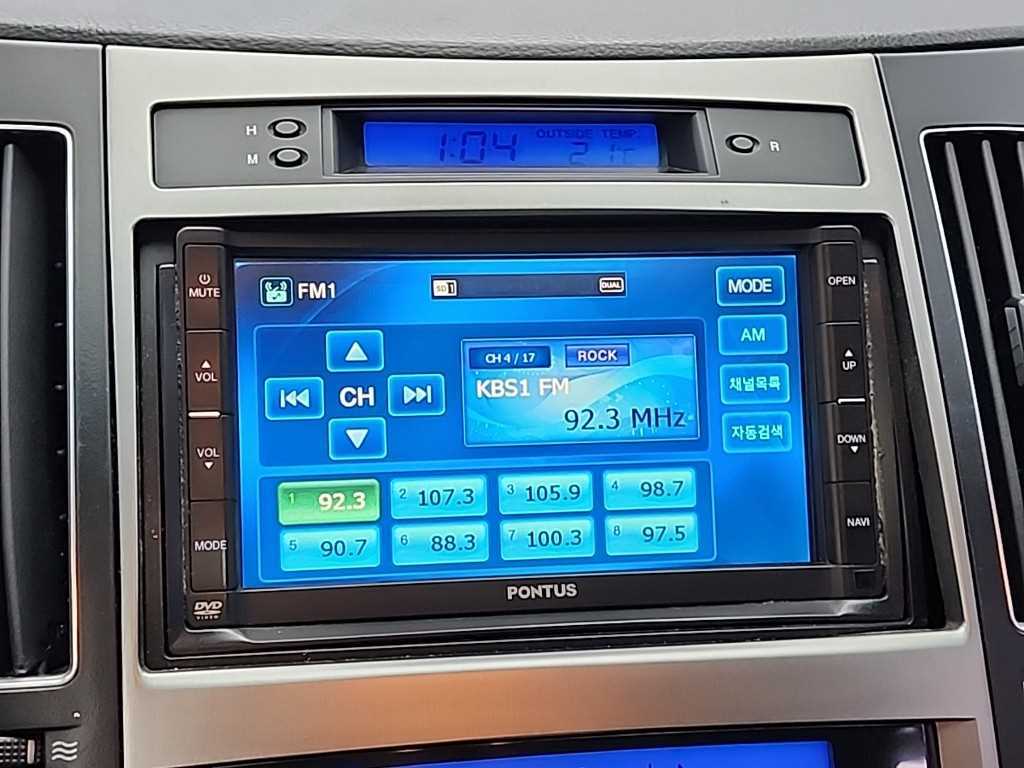 H
M
1:04
OUTSIDE TEMP.
21℃
R
MUTE
VOL
VOL
MODE
DVD
VIDEO
FM1
SD 1
DUAL
MODE
AM
채널목록
자동검색
CH
CH 4 / 17
ROCK
KBS1 FM
92.3 MHz
1 92.3
2 107.3
3 105.9
4 98.7
5 90.7
6 88.3
7 100.3
8 97.5
OPEN
UP
DOWN
NAVI
PONTUS